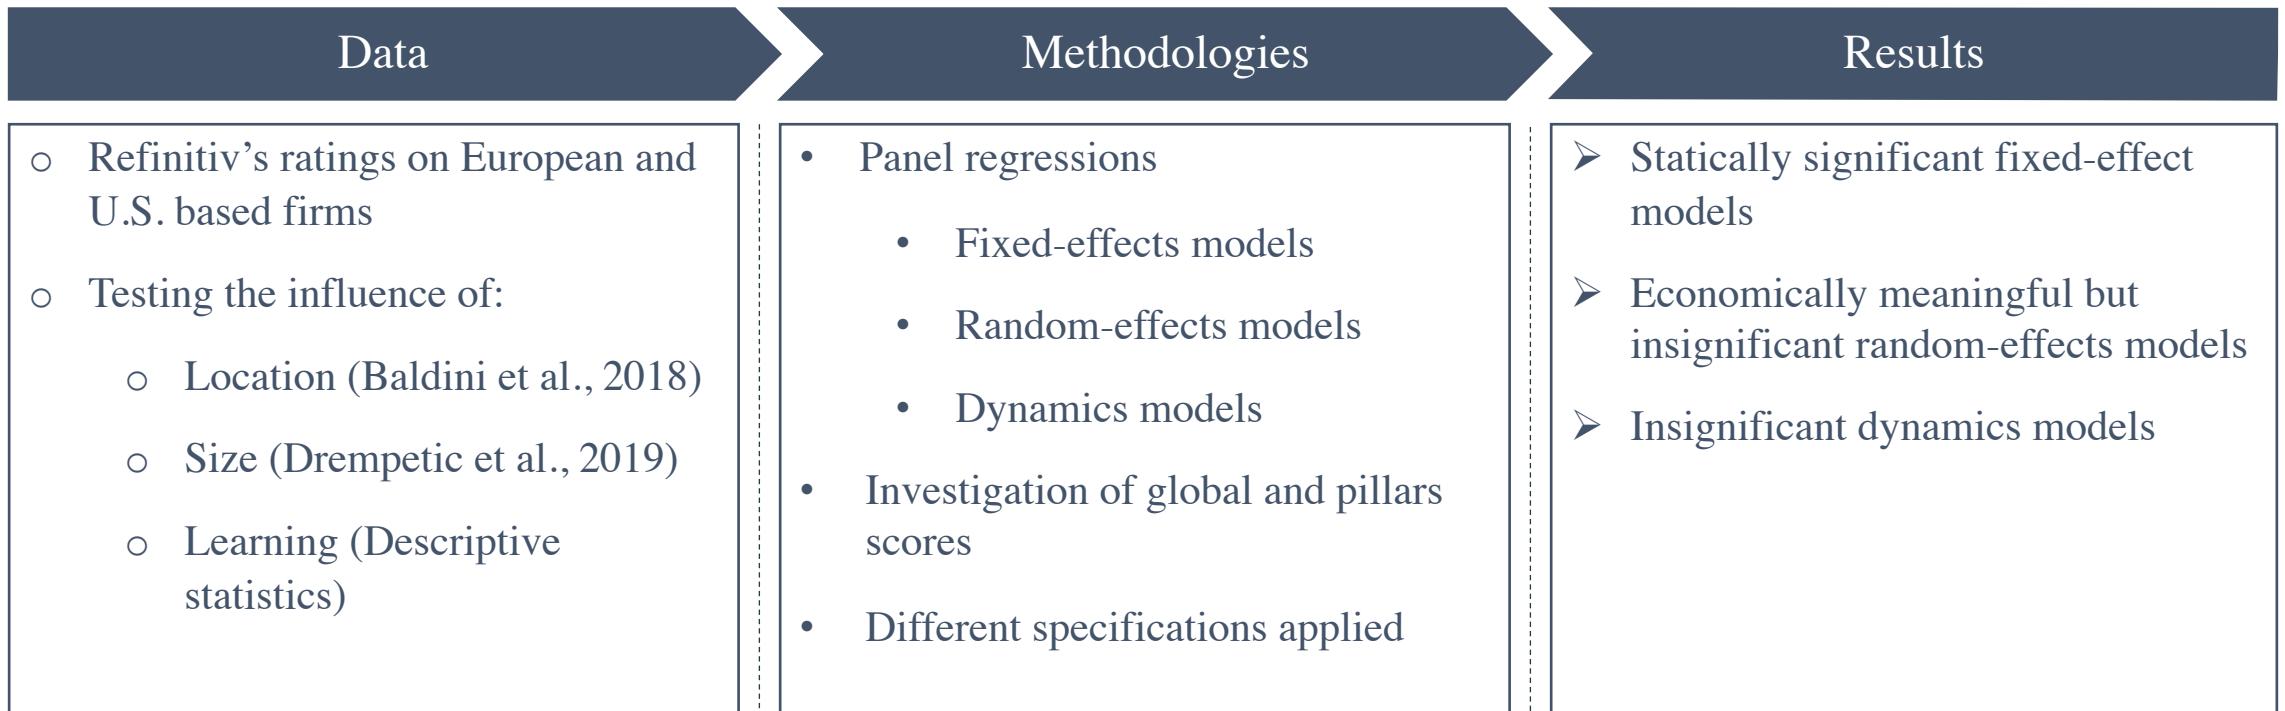 Data
Refinitiv’s ratings on European and
U.S. based firms
Testing the influence of:
Location (Baldini et al., 2018)
Size (Drempetic et al., 2019)
Learning (Descriptive
statistics)
Methodologies
Panel regressions
Fixed-effects models
Random-effects models
Dynamics models
Investigation of global and pillars
scores
Different specifications applied
Results
Statically significant fixed-effect
models
Economically meaningful but
insignificant random-effects models
Insignificant dynamics models